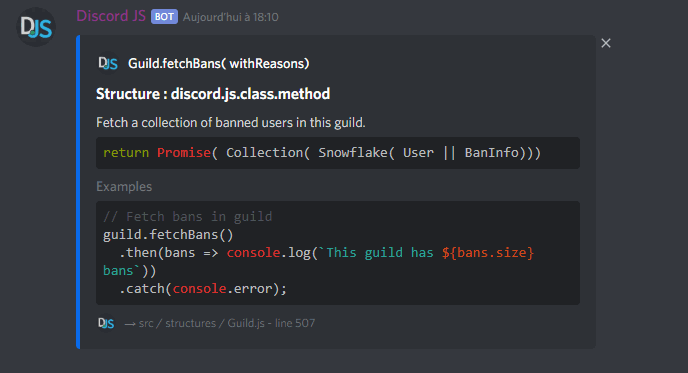 DJS Discord JS BOT Aujourd'hui à 18:10
DJS Guild.fetchBans( withReasons)
Structure : discord.js.class.method
Fetch a collection of banned users in this guild.
return Promise( Collection( Snowflake( User || BanInfo)))
Examples
// Fetch bans in guild
guild.fetchBans()
.then(bans => console.log(`This guild has ${bans.size}
bans`))
.catch(console.error);
DJS → src / structures / Guild.js - line 507